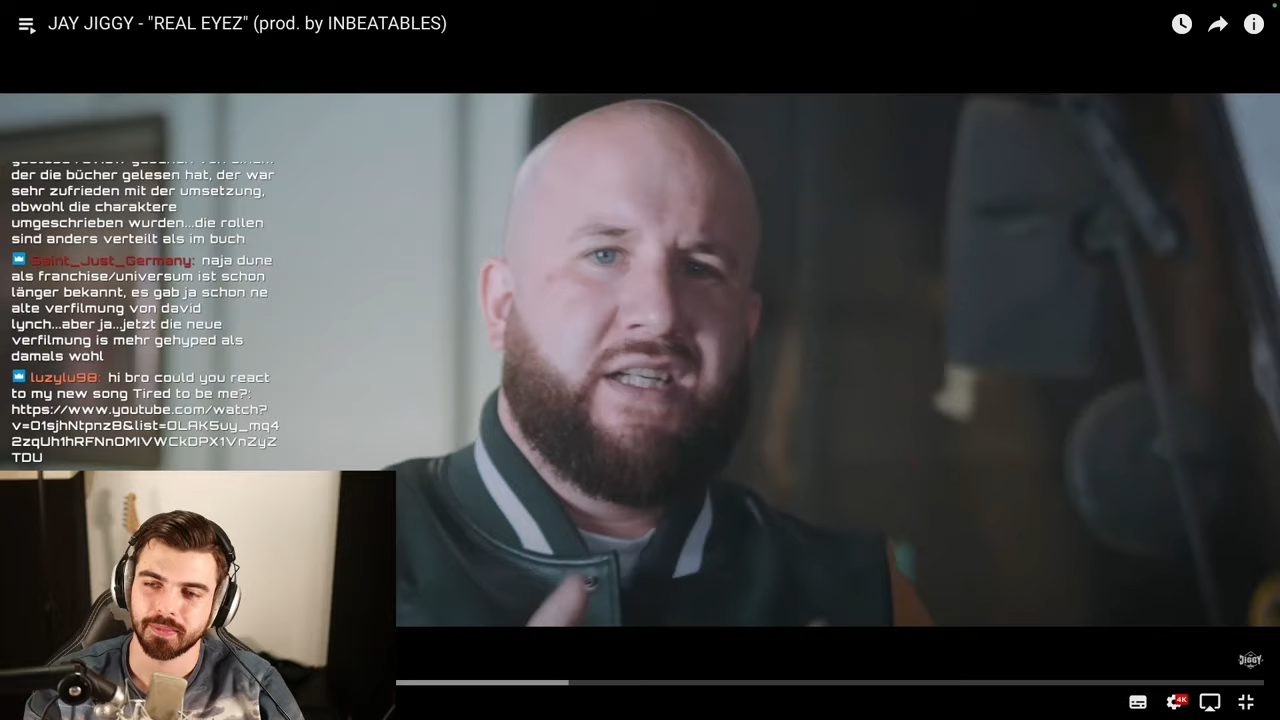 JAY JIGGY - "REAL EYEZ" (prod. by INBEATABLES)
der die bücher gelesen hat, der war
sehr zufrieden mit der umsetzung,
obwohl die charaktere
umgeschrieben wurden...die rollen
sind anders verteilt als im buch
Saint_Just_Germany: naja dune
als franchise/universum ist schon
länger bekannt, es gab ja schon ne
alte verfilmung von david
lynch...aber ja...jetzt die neue
verfilmung is mehr gehyped als
damals wohl
luzylu98: hi bro could you react
to my new song Tired to be me?:
https://www.youtube.com/watch?
v=O1sjhNtpnz8&list=OLAK5uy_mq4
2zqUh1hRFNnOMIVWCkDPX1VnZyZ
TDU
JIGGY
4K